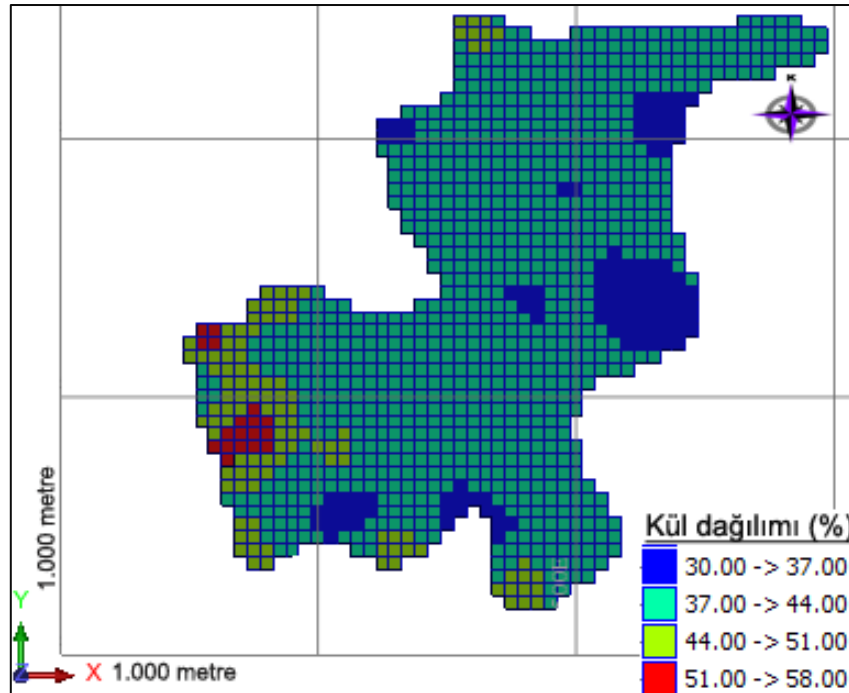 K
1.000 metre
Y
Z
X 1.000 metre
Kül dağılımı (%)
30.00 -> 37.00
37.00 -> 44.00
44.00 -> 51.00
51.00 -> 58.00